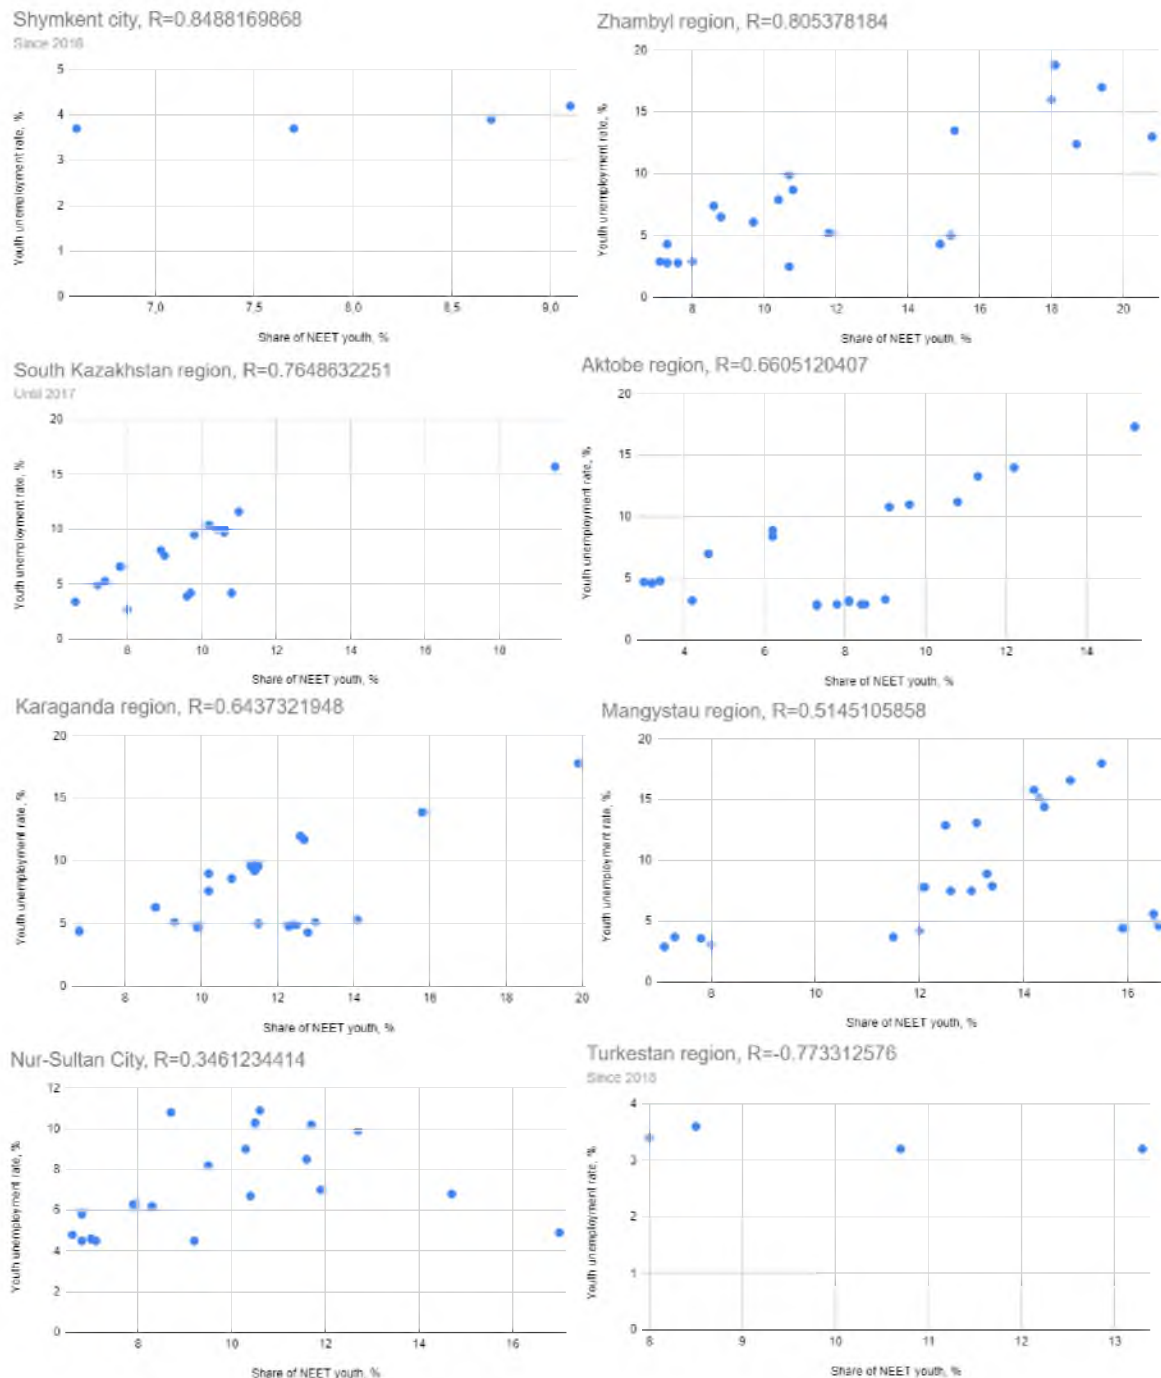 Shymkent city, R=0.8488169868
Since 2018
Youth unemployment rate, %
5
4
3
2
1
0
7,0 7,5 8,0 8,5 9,0
Share of NEET youth, %
Zhambyl region, R=0.805378184
Youth unemployment rate, %
20
15
10
5
0
8 10 12 14 16 18 20
Share of NEET youth, %
South Kazakhstan region, R=0.7648632251
Until 2017
Youth unemployment rate, %
20
15
10
5
0
8 10 12 14 16 18
Share of NEET youth, %
Aktobe region, R=0.6605120407
Youth unemployment rate, %
20
15
10
5
0
4 6 8 10 12 14
Share of NEET youth, %
Karaganda region, R=0.6437321948
Youth unemployment rate, %
20
15
10
5
0
8 10 12 14 16 18 20
Share of NEET youth, %
Mangystau region, R=0.5145105858
Youth unemployment rate, %
20
15
10
5
0
8 10 12 14 16
Share of NEET youth, %
Nur-Sultan City, R=0.3461234414
Youth unemployment rate, %
12
10
8
6
4
2
0
8 10 12 14 16
Share of NEET youth, %
Turkestan region, R=-0.773312576
Since 2018
Youth unemployment rate, %
4
3
2
1
0
8 9 10 11 12 13
Share of NEET youth, %